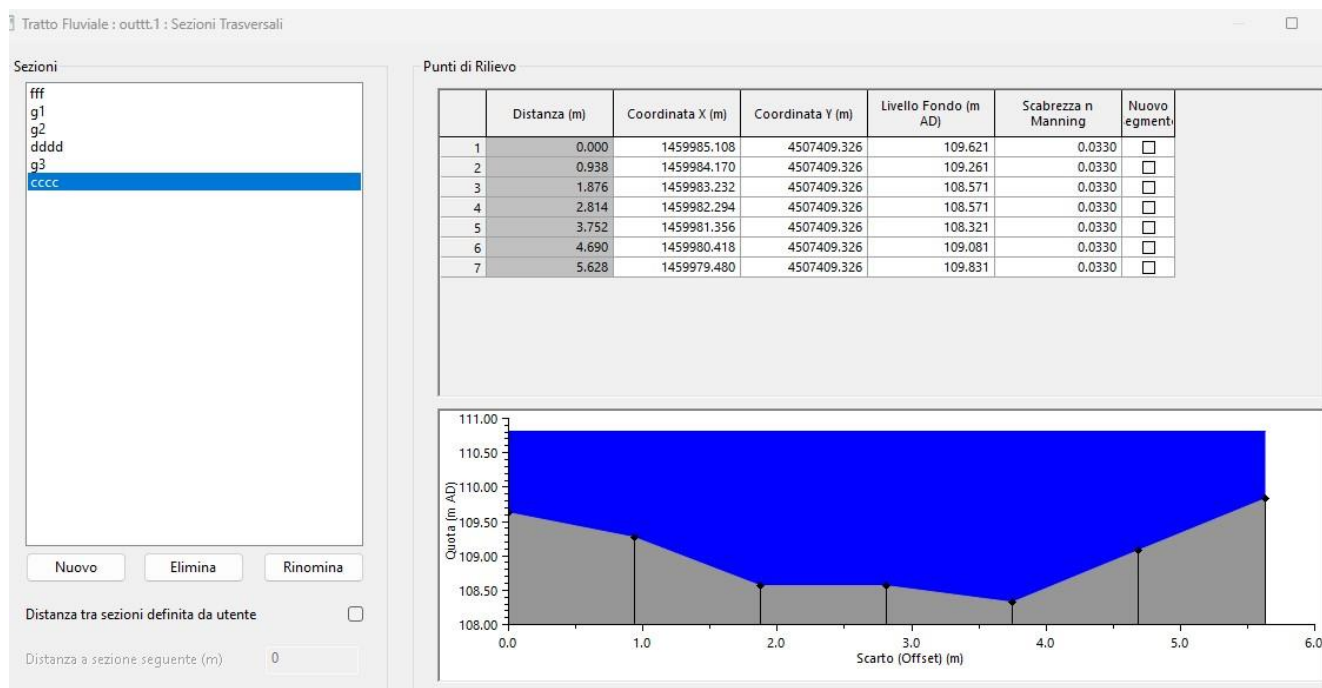 Tratto Fluviale : outtt.1 : Sezioni Trasversali
Sezioni
fff
g1
g2
dddd
g3
cccc
Nuovo Elimina Rinomina
Distanza tra sezioni definita da utente
Distanza a sezione seguente (m) 0
Punti di Rilievo
Distanza (m) Coordinata X (m) Coordinata Y (m) Livello Fondo (m AD) Scabrezza n Manning Nuovo egment
1 0.000 1459985.108 4507409.326 109.621 0.0330
2 0.938 1459984.170 4507409.326 109.261 0.0330
3 1.876 1459983.232 4507409.326 108.571 0.0330
4 2.814 1459982.294 4507409.326 108.571 0.0330
5 3.752 1459981.356 4507409.326 108.321 0.0330
6 4.690 1459980.418 4507409.326 109.081 0.0330
7 5.628 1459979.480 4507409.326 109.831 0.0330
Quota (m AD)
111.00
110.50
110.00
109.50
109.00
108.50
108.00
0.0 1.0 2.0 3.0 4.0 5.0 6.0
Scarto (Offset) (m)